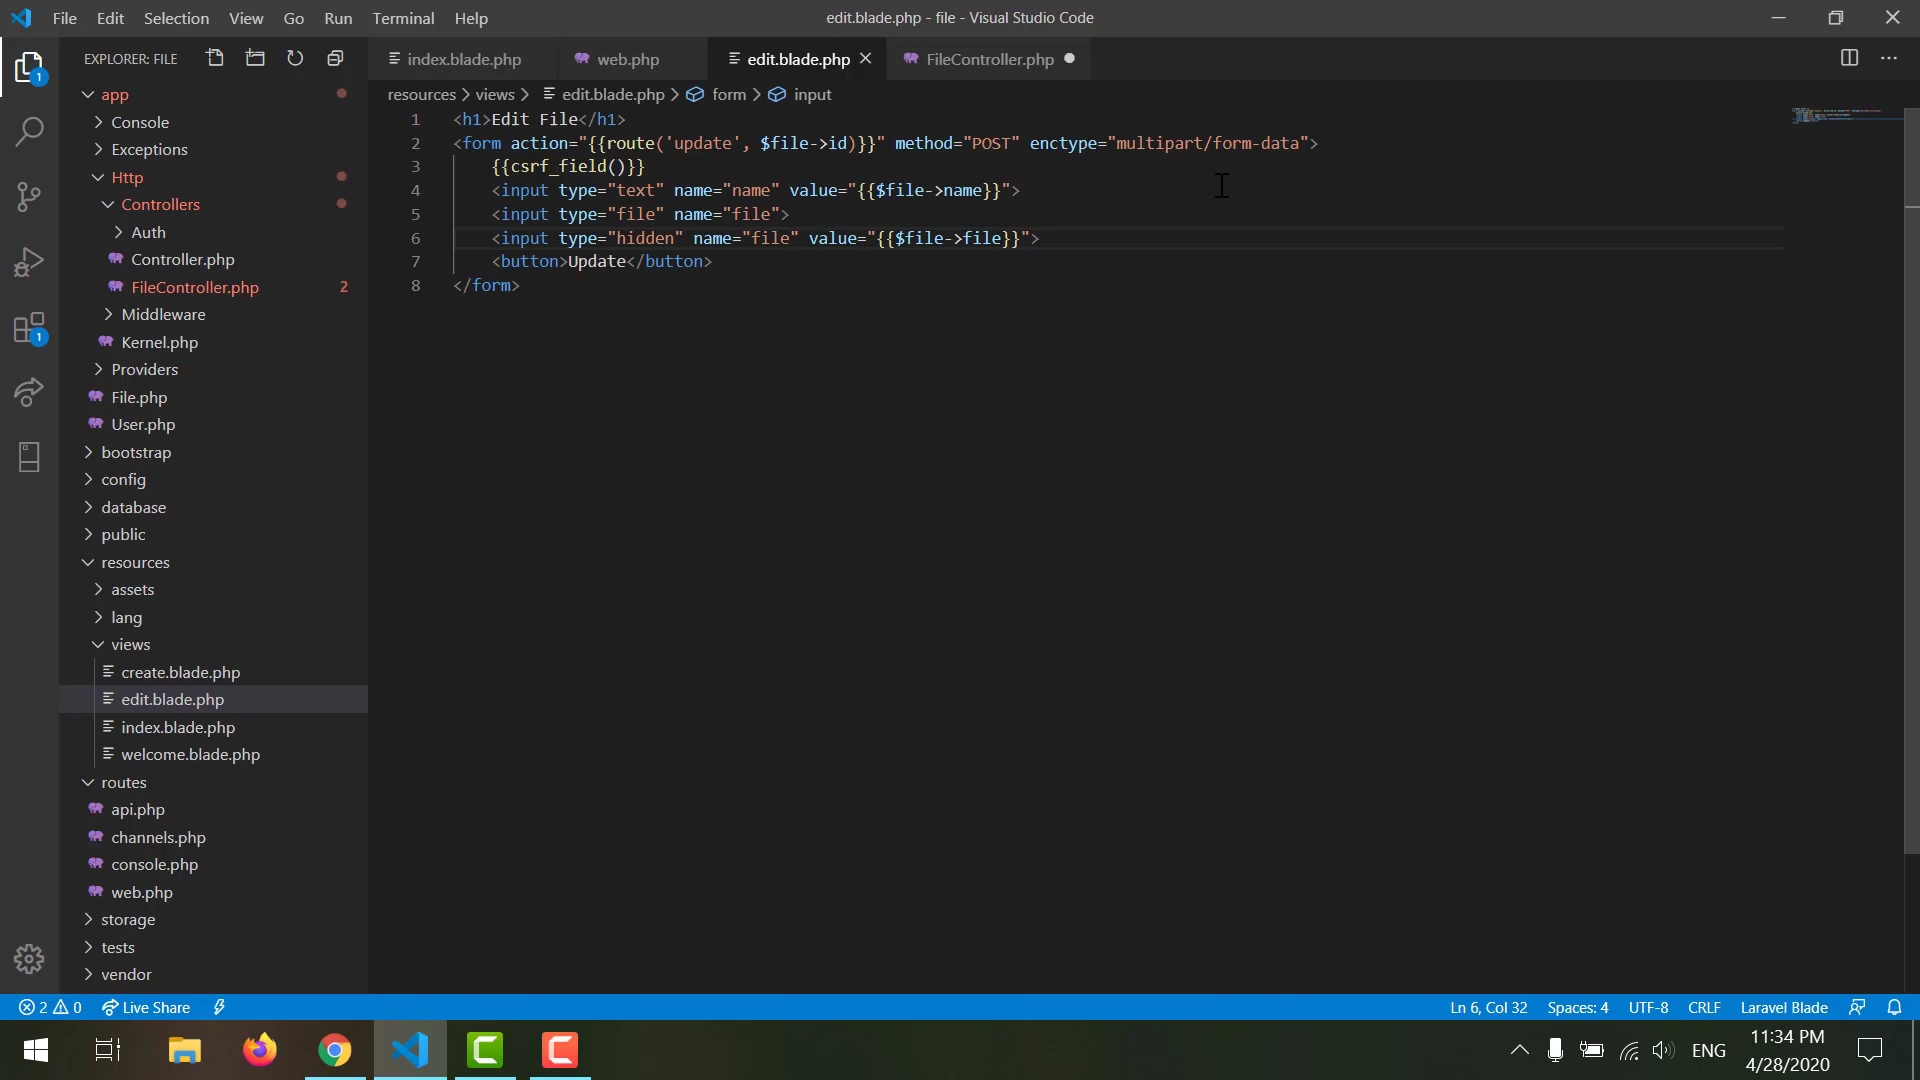 File Edit Selection View Go Run Terminal Help
edit.blade.php - file - Visual Studio Code
EXPLORER: FILE
index.blade.php
web.php
edit.blade.php
FileController.php
resources > views > edit.blade.php > form > input
1 <h1>Edit File</h1>
2 <form action="{{route('update', $file->id)}}" method="POST" enctype="multipart/form-data">
3 {{csrf_field()}}
4 <input type="text" name="name" value="{{$file->name}}">
5 <input type="file" name="file">
6 <input type="hidden" name="file" value="{{$file->file}}">
7 <button>Update</button>
8 </form>
1
1
app
Console
Exceptions
Http
Controllers
Auth
Controller.php
FileController.php 2
Middleware
Kernel.php
Providers
File.php
User.php
bootstrap
config
database
public
resources
assets
lang
views
create.blade.php
edit.blade.php
index.blade.php
welcome.blade.php
routes
api.php
channels.php
console.php
web.php
storage
tests
vendor
2 0 Live Share
Ln 6, Col 32 Spaces: 4 UTF-8 CRLF Laravel Blade
ENG
11:34 PM
4/28/2020